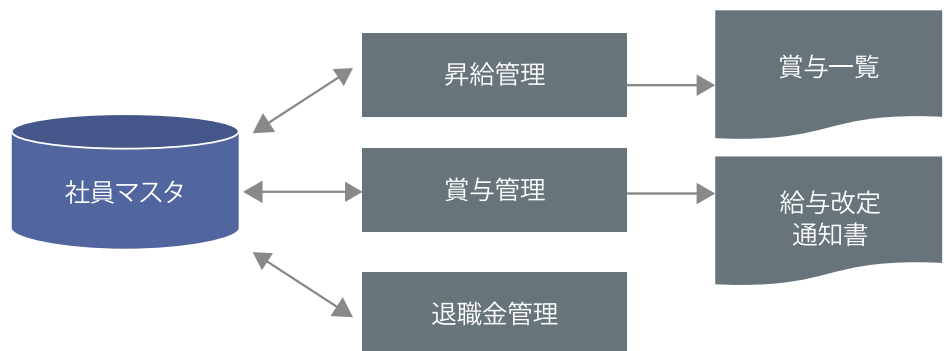 社員マスタ
昇給管理
賞与管理
退職金管理
賞与一覧
給与改定
通知書